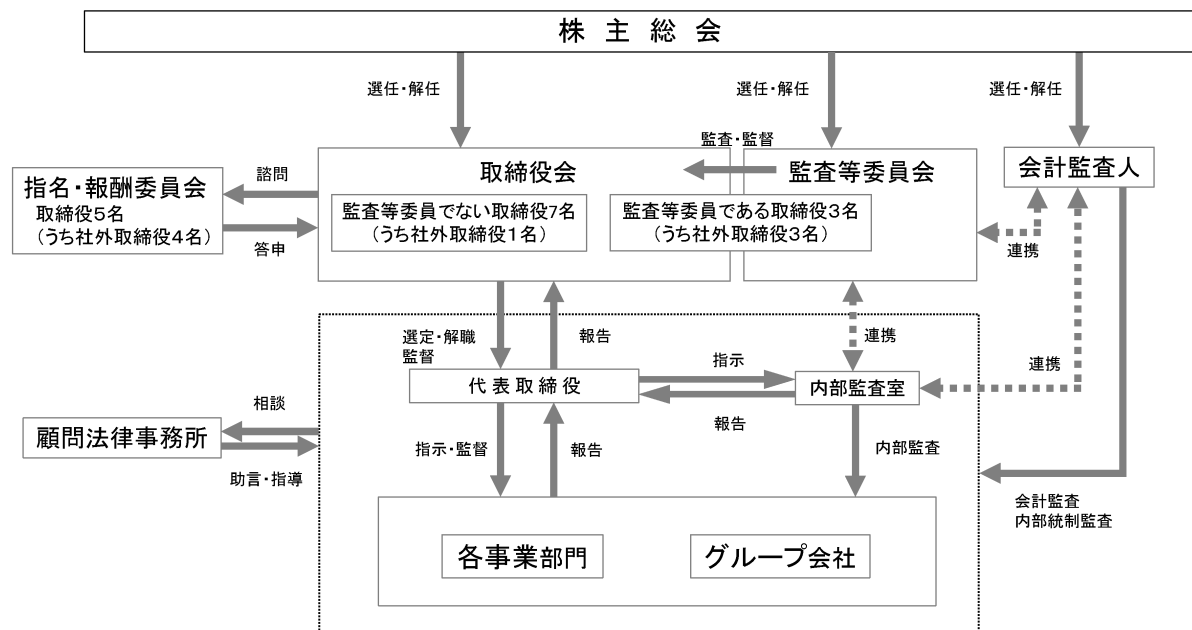 株主総会
選任・解任
選任・解任
選任・解任
監査・監督
取締役会
監査等委員会
会計監査人
指名・報酬委員会
取締役5名
（うち社外取締役4名）
諮問
答申
監査等委員でない取締役7名
（うち社外取締役1名）
監査等委員である取締役3名
（うち社外取締役3名）
連携
選定・解職
監督
報告
連携
連携
指示
代表取締役
内部監査室
報告
相談
顧問法律事務所
助言・指導
指示・監督
報告
内部監査
会計監査
内部統制監査
各事業部門
グループ会社